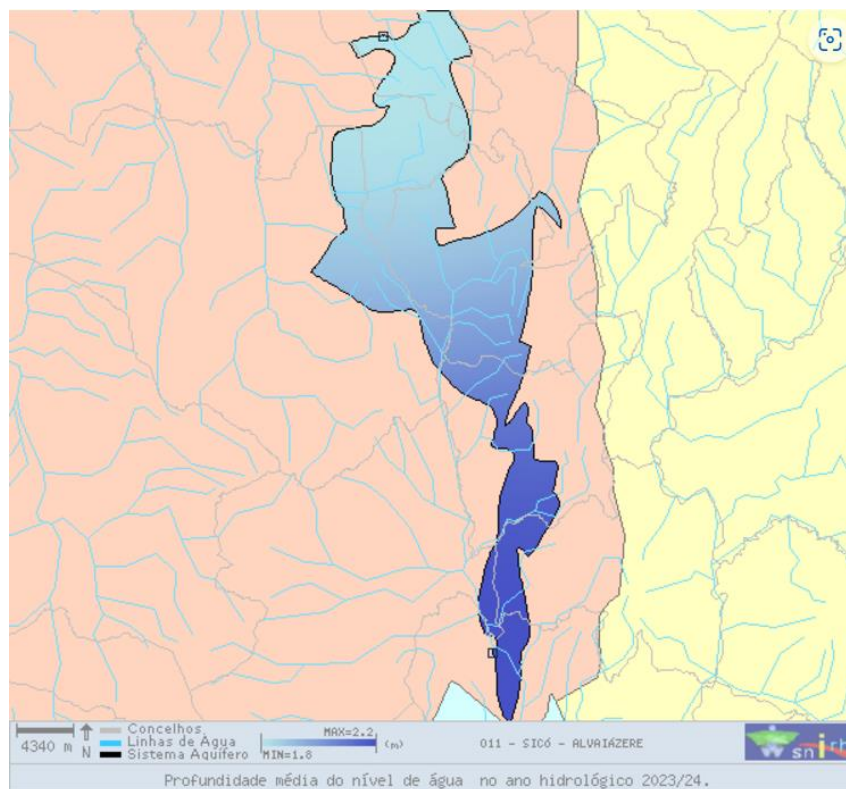 4340 m
N
Concelhos
Linhas de Água
Sistema Aquífero
MAX=2.2
MIN=1.8
(m)
011 - SICÓ - ALVAIÁZERE
snirh
Profundidade média do nível de água no ano hidrológico 2023/24.